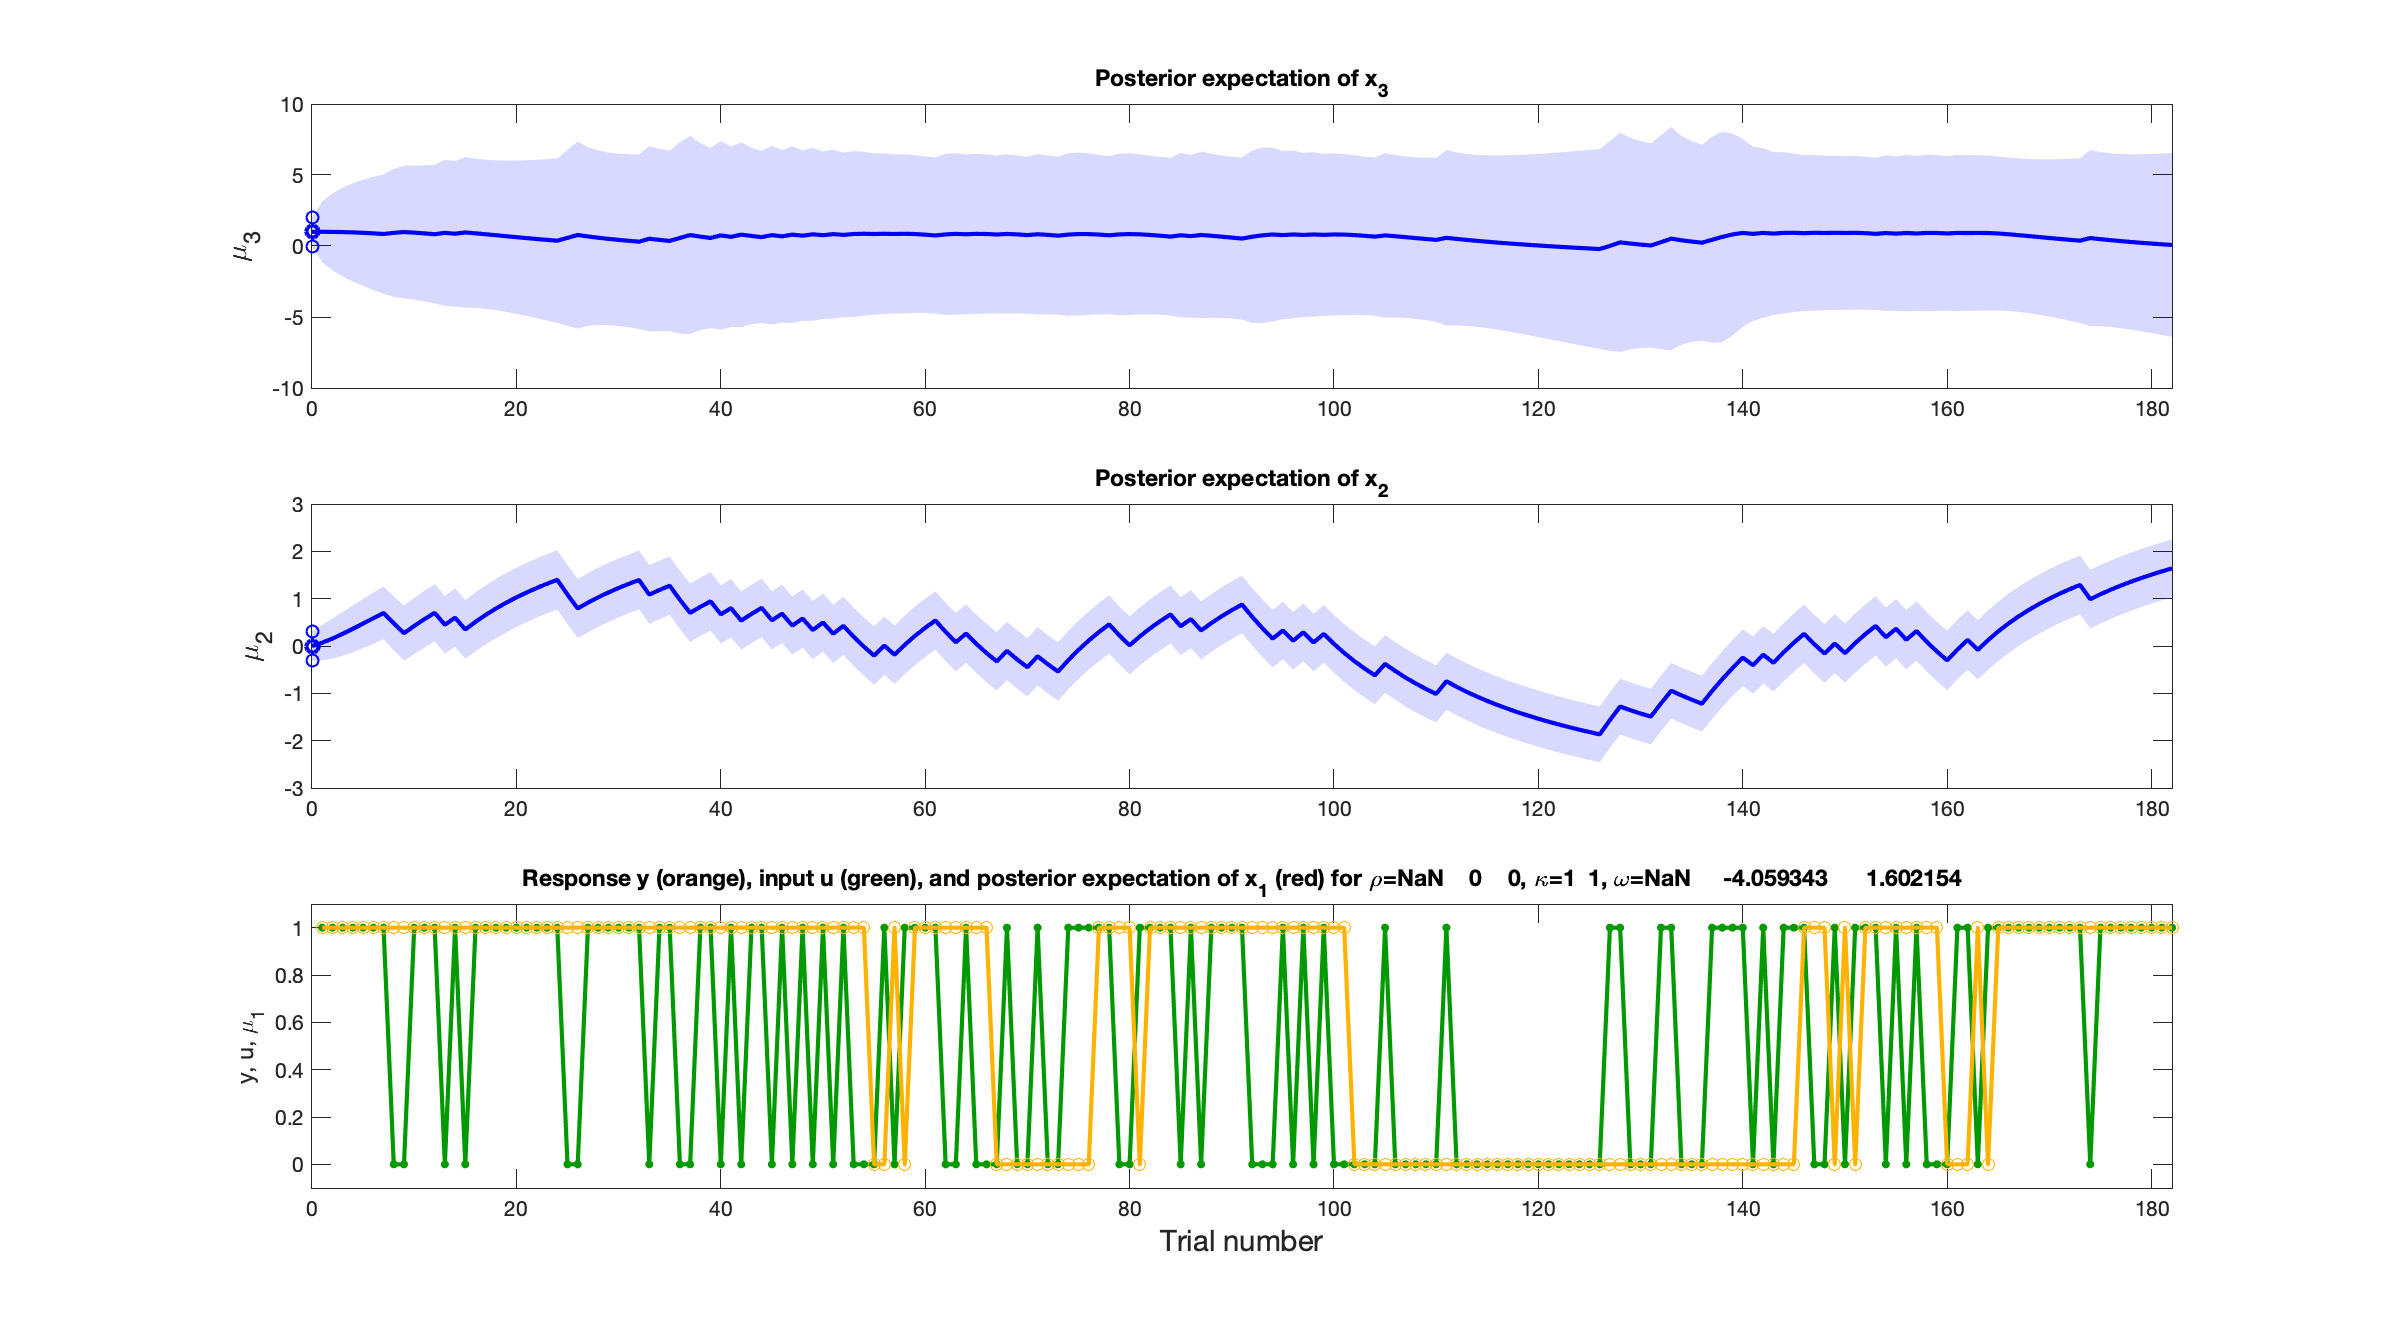 Posterior expectation of x3
10
5
0
-5
-10
μ3
0 20 40 60 80 100 120 140 160 180
Posterior expectation of x2
3
2
1
0
-1
-2
-3
μ2
0 20 40 60 80 100 120 140 160 180
Response y (orange), input u (green), and posterior expectation of x1 (red) for ρ=NaN 0 0, κ=1 1, ω=NaN -4.059343 1.602154
1
0.8
0.6
0.4
0.2
0
y, u, μ1
0 20 40 60 80 100 120 140 160 180
Trial number